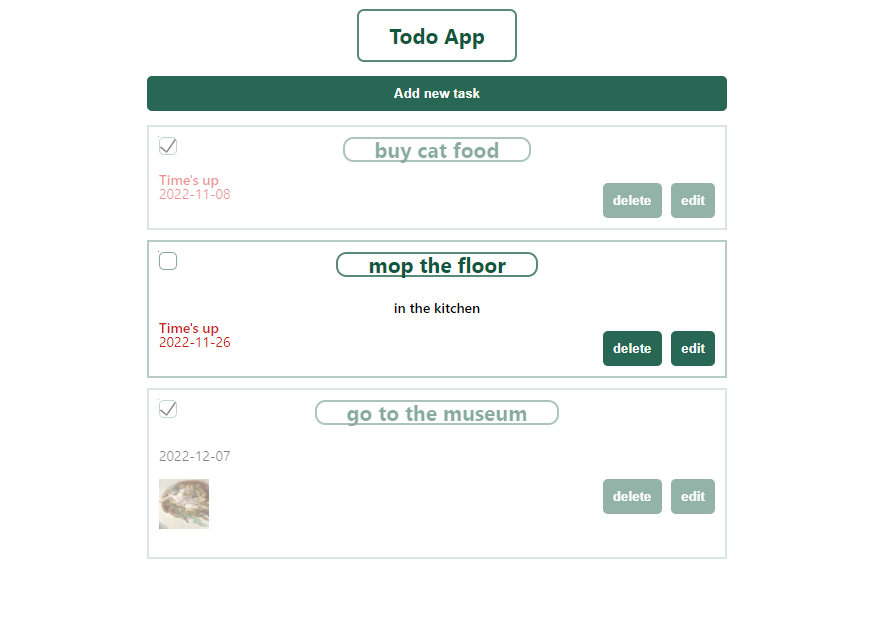 Todo App
Add new task
buy cat food
Time's up
2022-11-08
delete edit
mop the floor
in the kitchen
Time's up
2022-11-26
delete edit
go to the museum
2022-12-07
delete edit